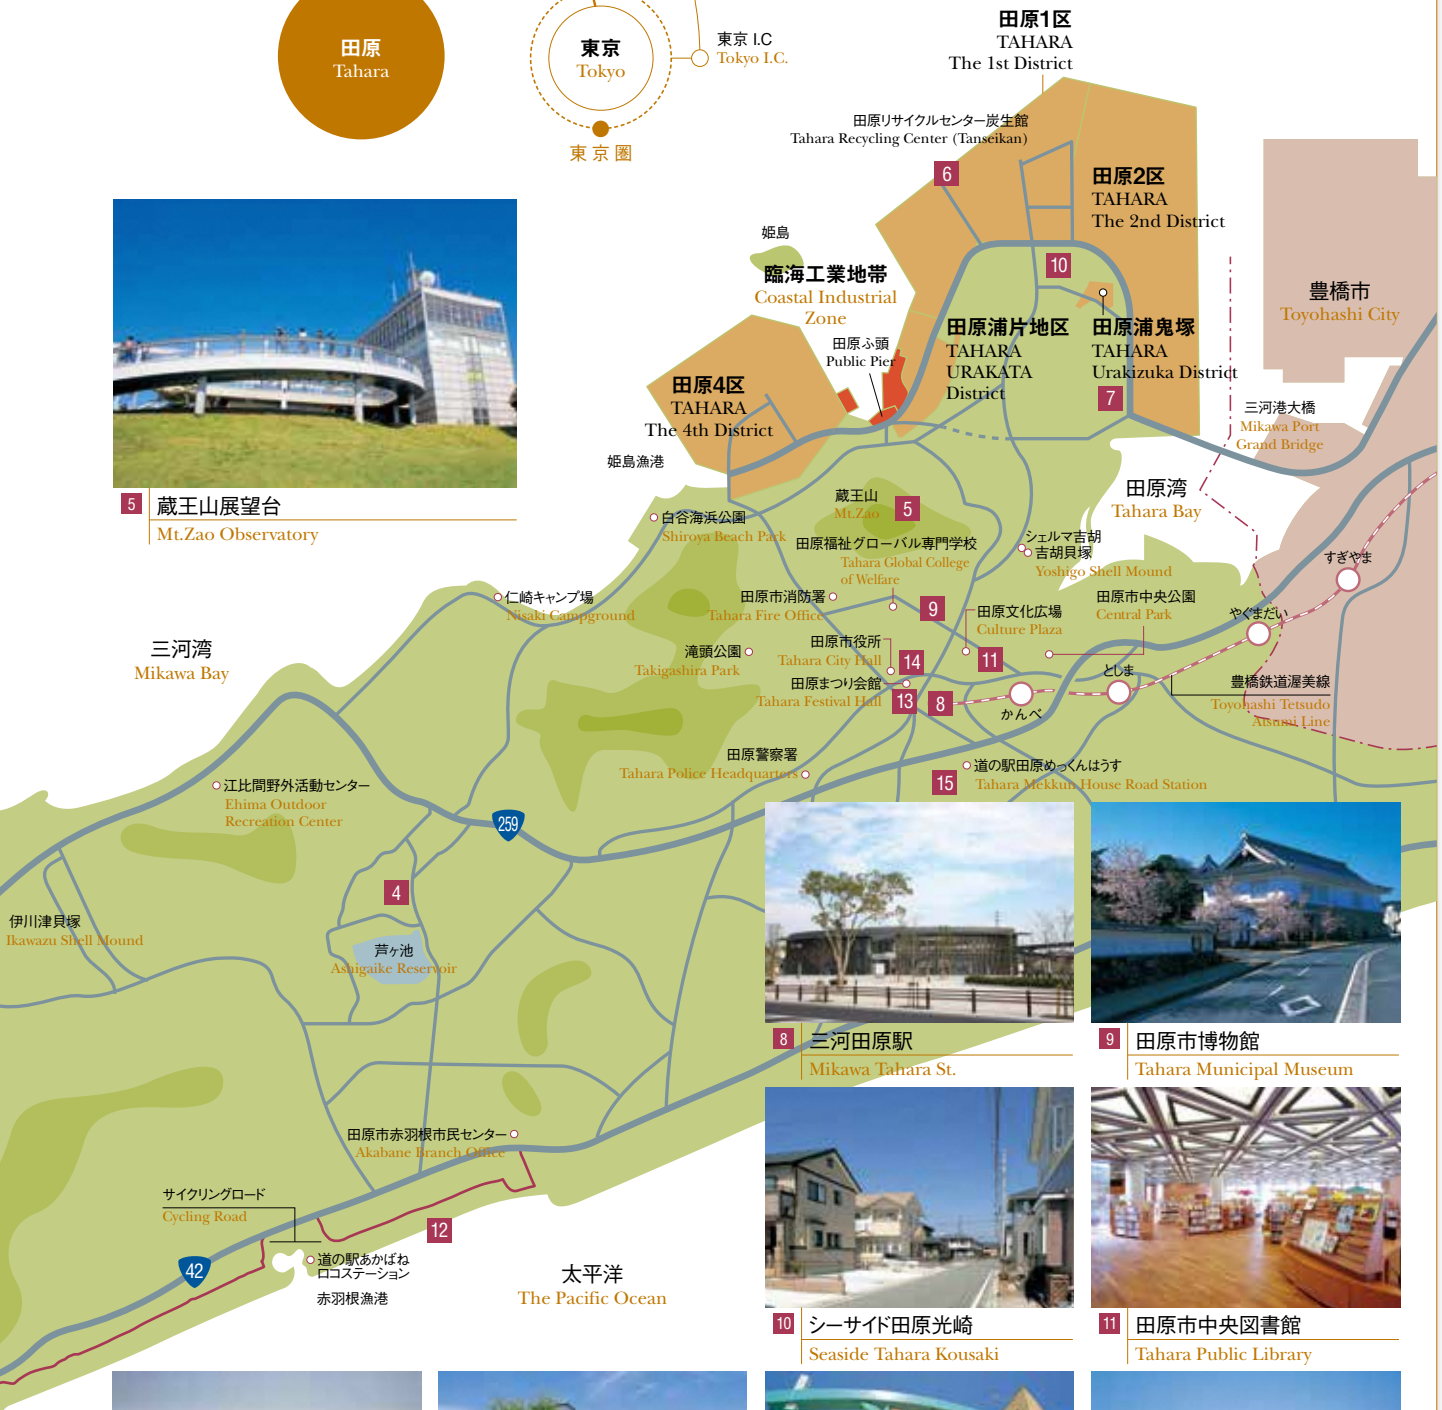 田原
Tahara
東京
Tokyo
東京圏
東京 I.C
Tokyo I.C.
田原1区
TAHARA
The 1st District
田原リサイクルセンター炭生館
Tahara Recycling Center (Tanseikan)
6
田原2区
TAHARA
The 2nd District
姫島
臨海工業地帯
Coastal Industrial
Zone
10
豊橋市
Toyohashi City
田原ふ頭
Public Pier
田原浦片地区
TAHARA
URAKATA
District
田原浦鬼塚
TAHARA
Urakizuka District
7
田原4区
TAHARA
The 4th District
三河港大橋
Mikawa Port
Grand Bridge
姫島漁港
田原湾
Tahara Bay
5
蔵王山展望台
Mt.Zao Observatory
蔵王山
Mt.Zao
5
白谷海浜公園
Shiroya Beach Park
田原福祉グローバル専門学校
Tahara Global College
of Welfare
シェルマ吉胡
吉胡貝塚
Yoshigo Shell Mound
すぎやま
仁崎キャンプ場
Nisaki Campground
田原市消防署
Tahara Fire Office
9
田原文化広場
Culture Plaza
田原市中央公園
Central Park
やぐまだい
三河湾
Mikawa Bay
滝頭公園
Takigashira Park
田原市役所
Tahara City Hall
14
11
田原まつり会館
Tahara Festival Hall
13
8
かんべ
としま
豊橋鉄道渥美線
Toyohashi Tetsudo
Atsumi Line
田原警察署
Tahara Police Headquarters
15
道の駅田原めっくんはうす
Tahara Mekkun House Road Station
江比間野外活動センター
Ehima Outdoor
Recreation Center
259
4
伊川津貝塚
Ikawazu Shell Mound
芦ヶ池
Ashigaike Reservoir
8
三河田原駅
Mikawa Tahara St.
9
田原市博物館
Tahara Municipal Museum
田原市赤羽根市民センター
Akabane Branch Office
サイクリングロード
Cycling Road
12
42
道の駅あかばね
ロコステーション
赤羽根漁港
太平洋
The Pacific Ocean
10
シーサイド田原光崎
Seaside Tahara Kousaki
11
田原市中央図書館
Tahara Public Library